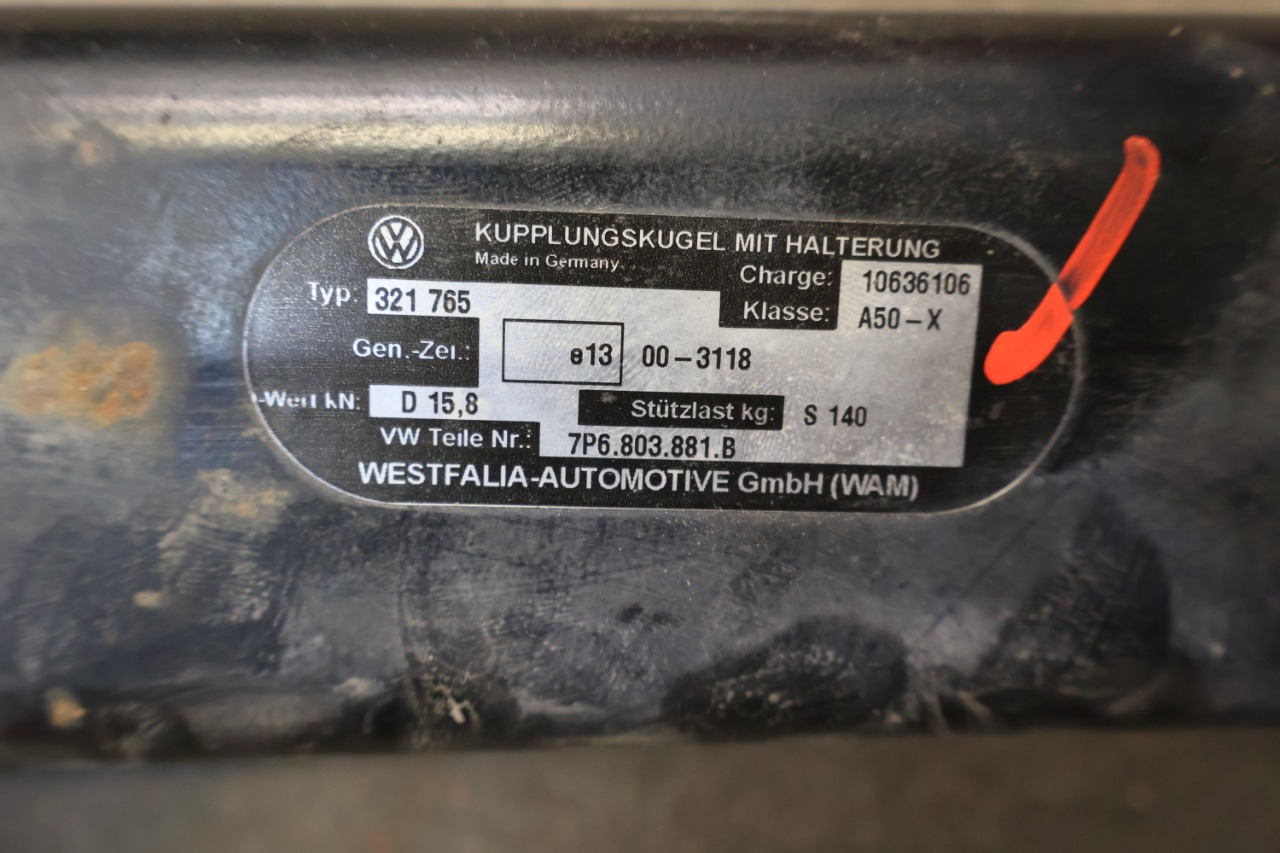 KUPPLUNGSKUGEL MIT HALTERUNG
Made in Germany.
Charge: 10636106
Typ: 321 765
Klasse: A50-X
Gen.-Zei.: e13 00-3118
-Wert kN: D 15,8 Stützlast kg: S 140
VW Teile Nr.: 7P6.803.881.B
WESTFALIA-AUTOMOTIVE GmbH (WAM)